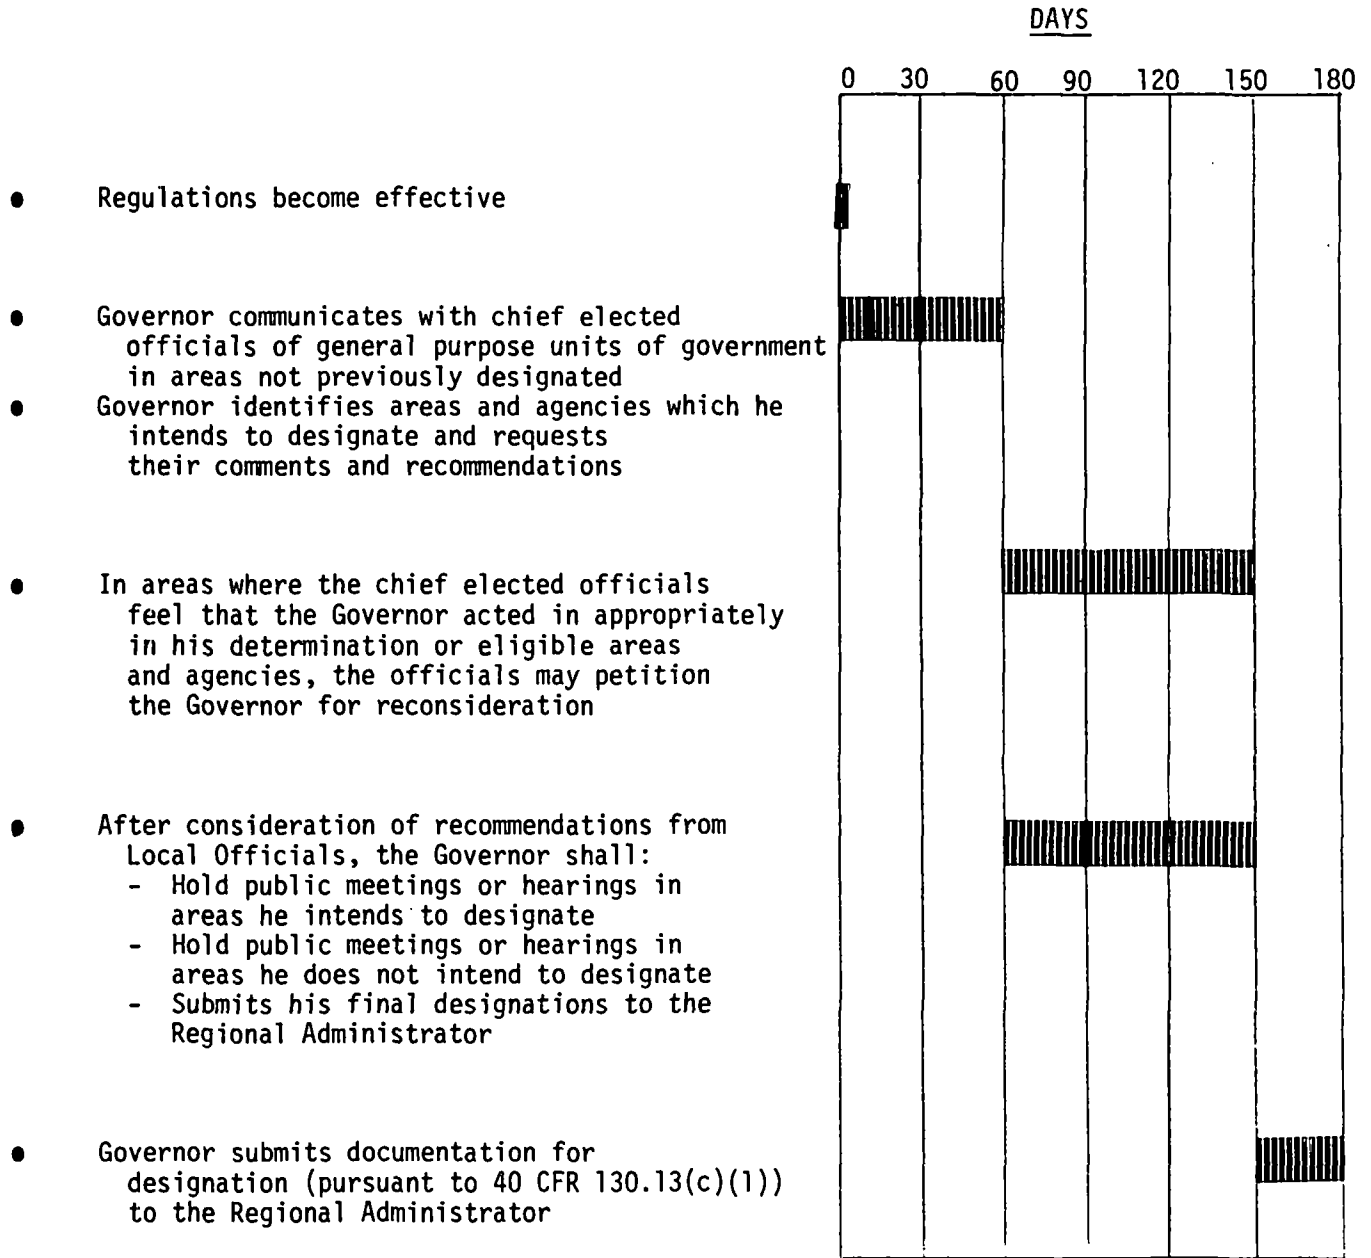 DAYS
0 30 60 90 120 150 180
• Regulations become effective
• Governor communicates with chief elected
officials of general purpose units of government
in areas not previously designated
• Governor identifies areas and agencies which he
intends to designate and requests
their comments and recommendations
• In areas where the chief elected officials
feel that the Governor acted in appropriately
in his determination or eligible areas
and agencies, the officials may petition
the Governor for reconsideration
• After consideration of recommendations from
Local Officials, the Governor shall:
- Hold public meetings or hearings in
areas he intends to designate
- Hold public meetings or hearings in
areas he does not intend to designate
- Submits his final designations to the
Regional Administrator
• Governor submits documentation for
designation (pursuant to 40 CFR 130.13(c)(1))
to the Regional Administrator